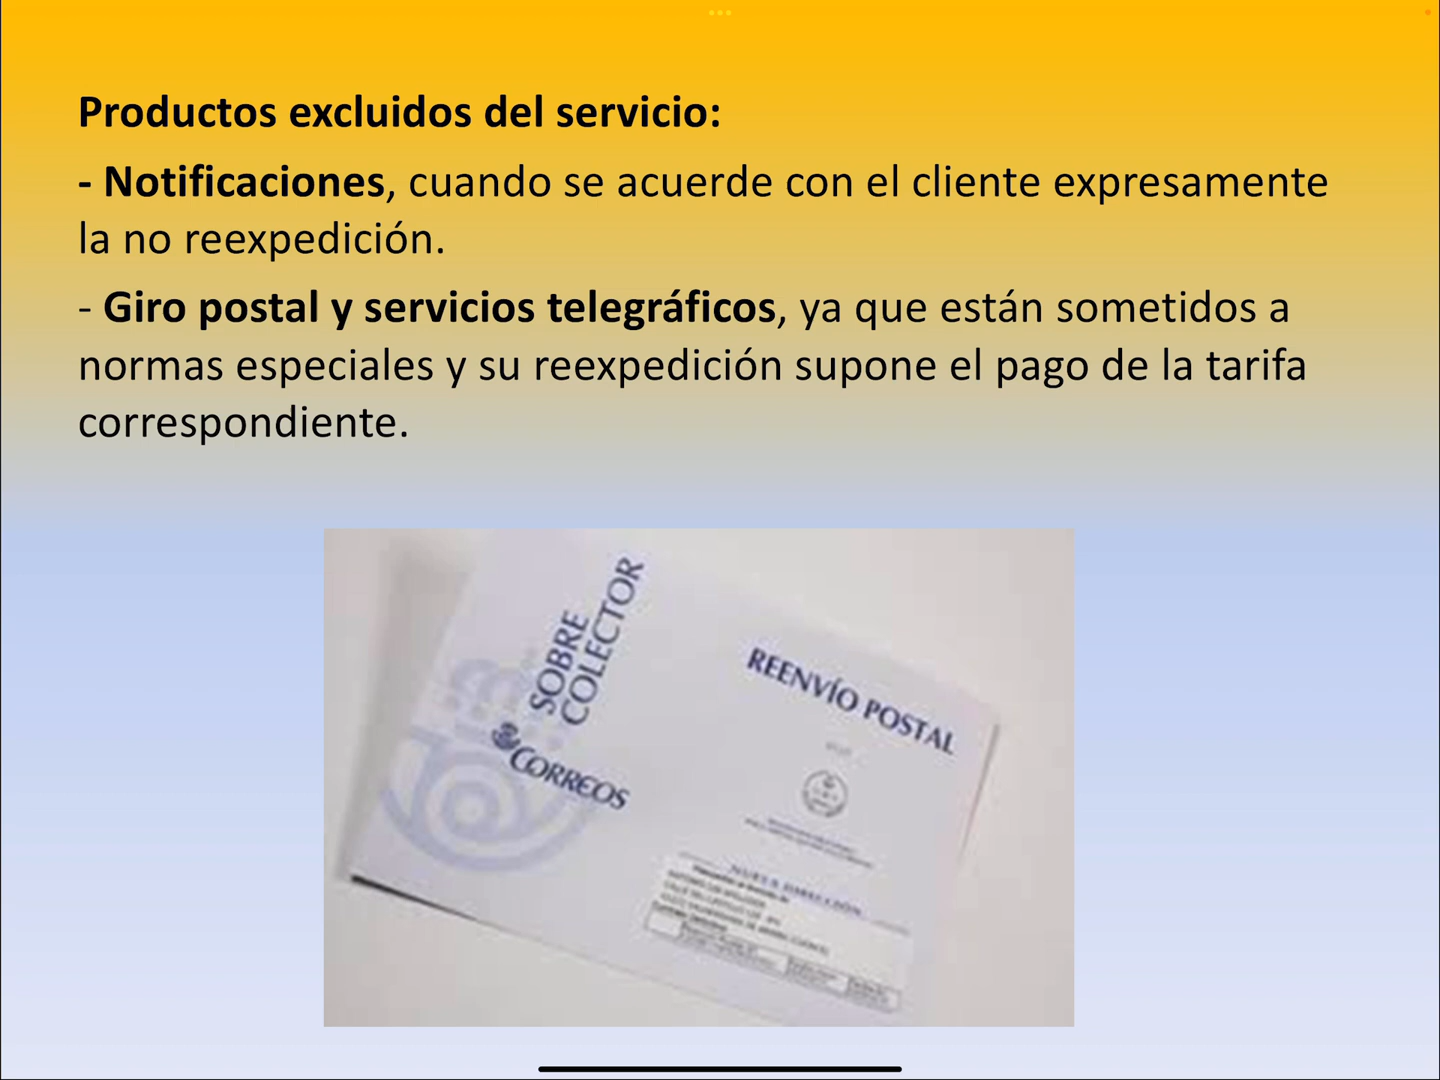 Productos excluidos del servicio:
- Notificaciones, cuando se acuerde con el cliente expresamente
la no reexpedición.
- Giro postal y servicios telegráficos, ya que están sometidos a
normas especiales y su reexpedición supone el pago de la tarifa
correspondiente.
SOBRE
COLECTOR
CORREOS
REENVÍO POSTAL